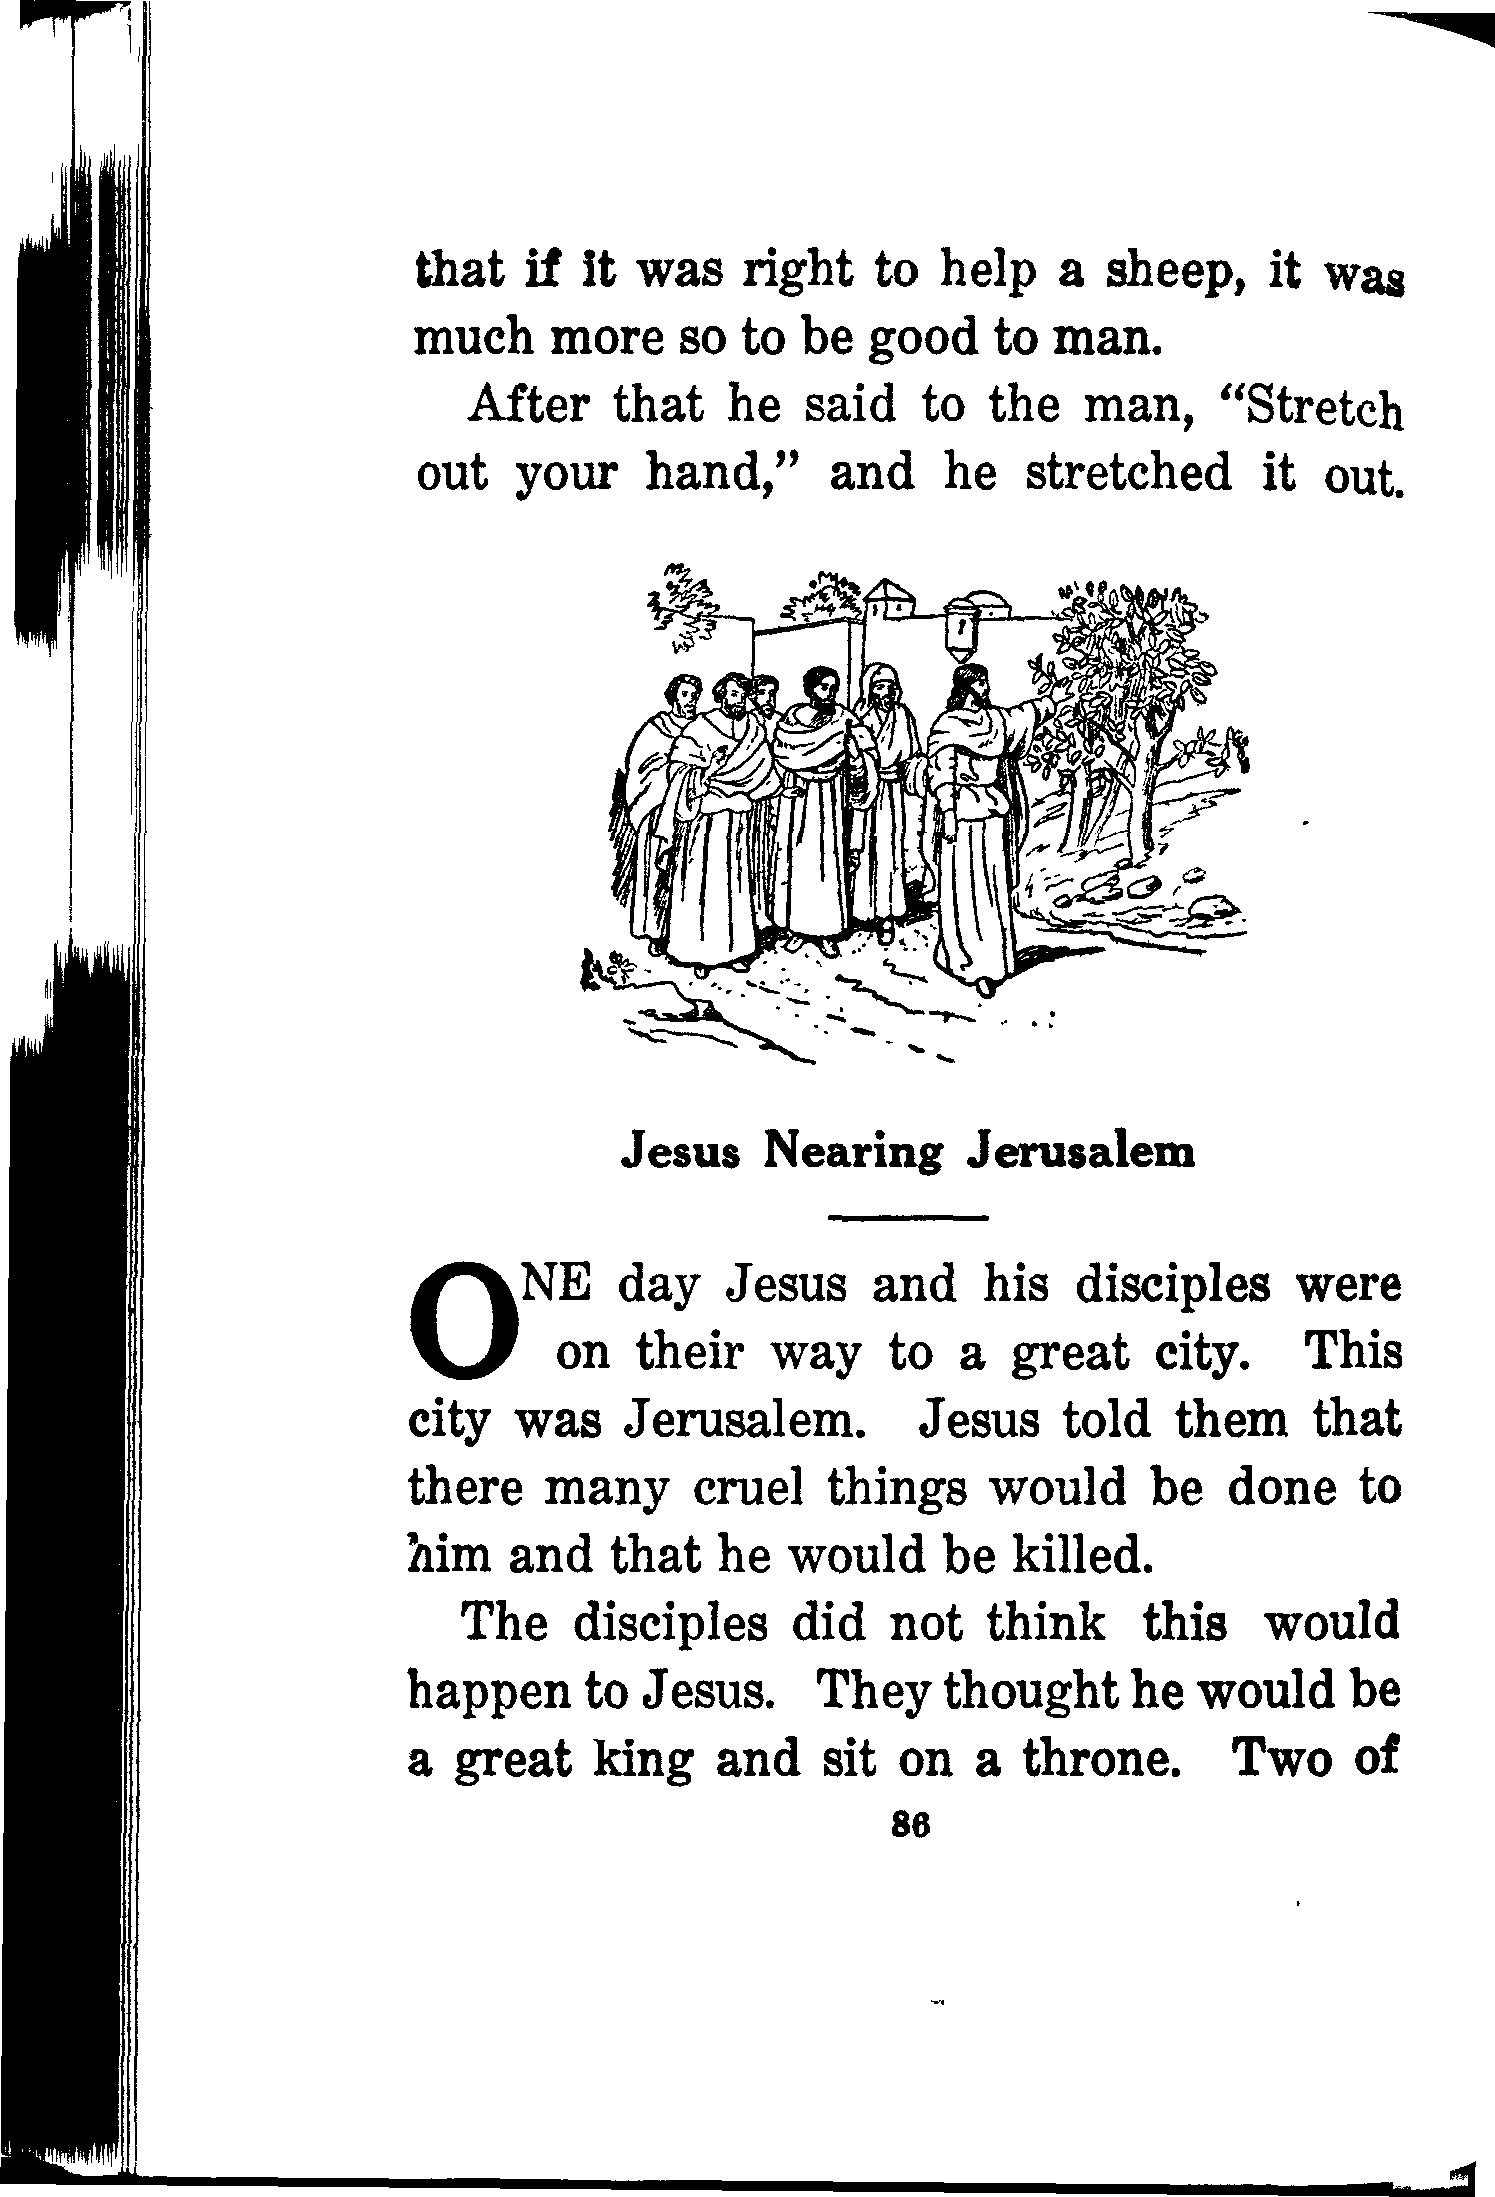 that if it was right to help a sheep, it was
much more so to be good to man.
After that he said to the man, “Stretch
out your hand,” and he stretched it out.
Jesus Nearing Jerusalem
ONE day Jesus and his disciples were
on their way to a great city. This
city was Jerusalem. Jesus told them that
there many cruel things would be done to
him and that he would be killed.
The disciples did not think this would
happen to Jesus. They thought he would be
a great king and sit on a throne. Two of
86